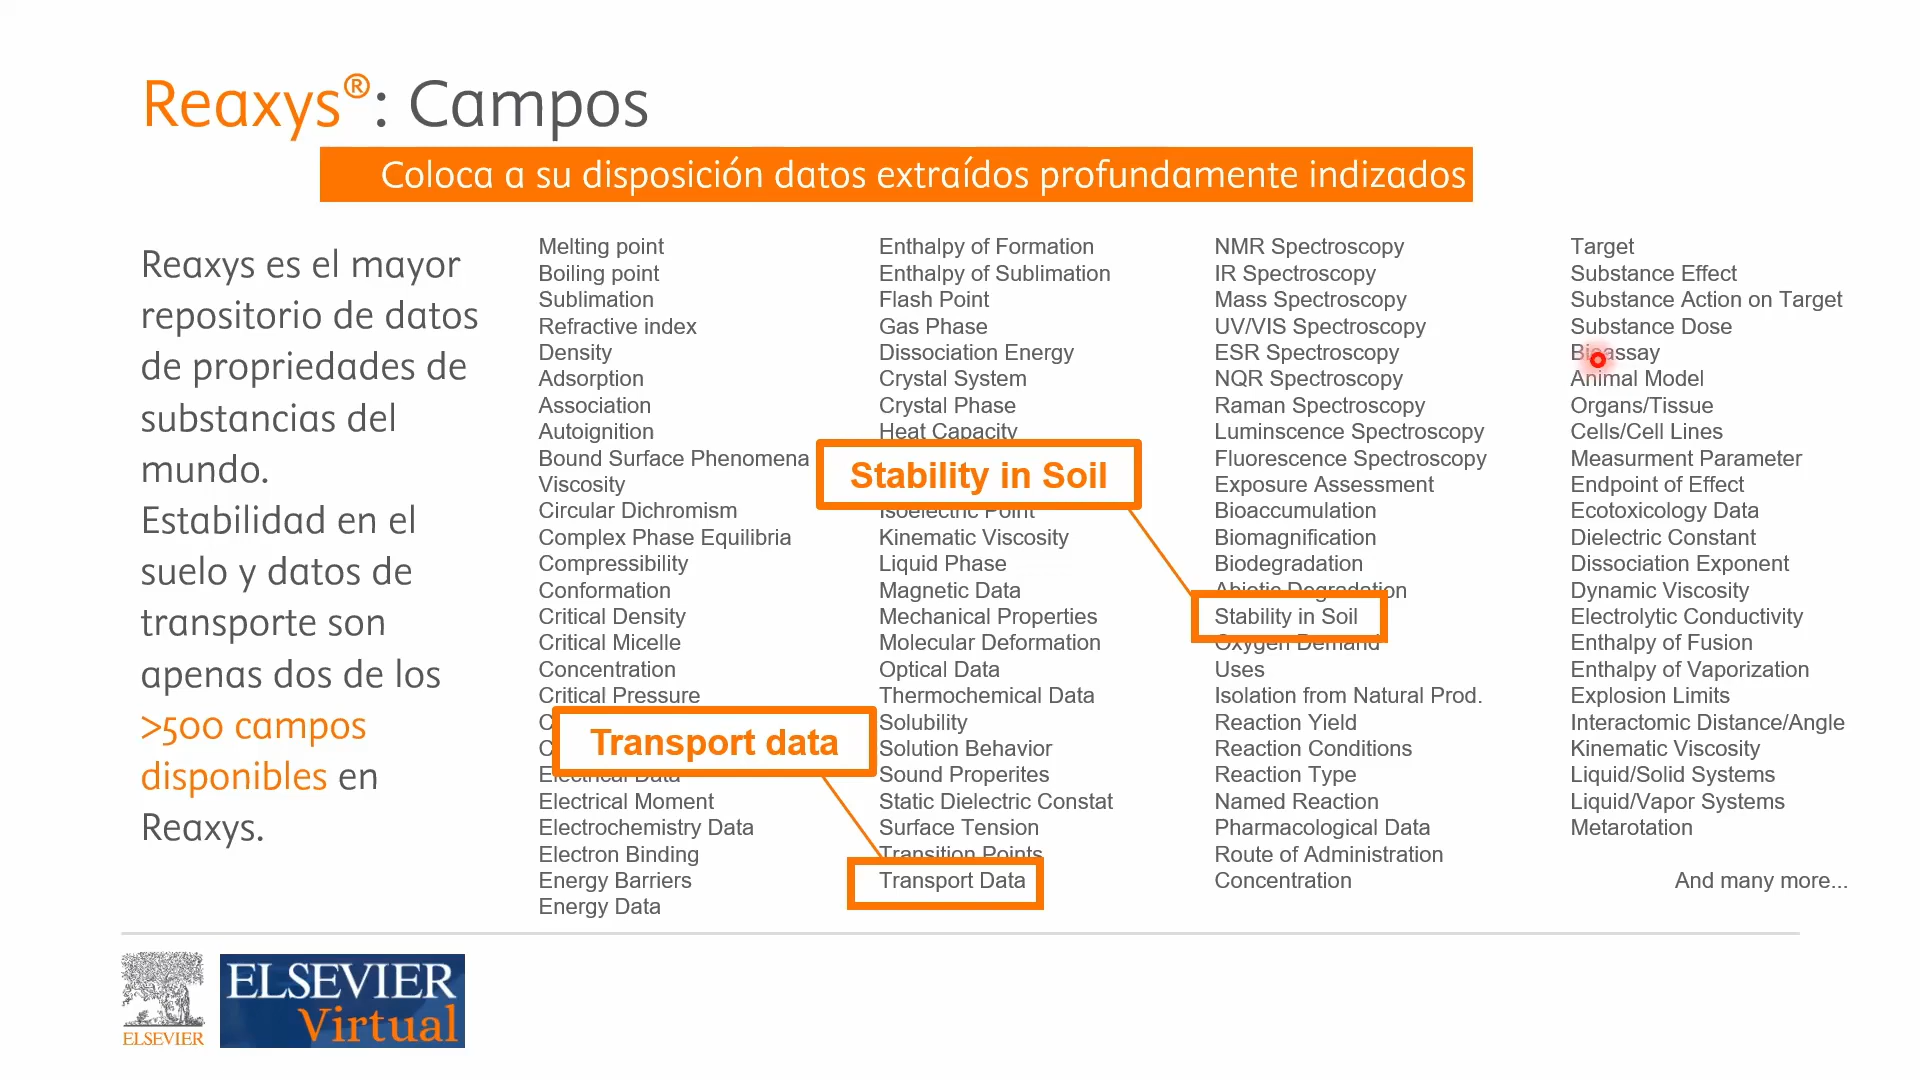 Reaxys®: Campos
Coloca a su disposición datos extraídos profundamente indizados
Reaxys es el mayor
repositorio de datos
de propriedades de
substancias del
mundo.
Estabilidad en el
suelo y datos de
transporte son
apenas dos de los
>500 campos
disponibles en
Reaxys.
Melting point
Boiling point
Sublimation
Refractive index
Density
Adsorption
Association
Autoignition
Bound Surface Phenomena
Viscosity
Circular Dichromism
Complex Phase Equilibria
Compressibility
Conformation
Critical Density
Critical Micelle
Concentration
Critical Pressure
Transport data
Electrical Data
Electrical Moment
Electrochemistry Data
Electron Binding
Energy Barriers
Energy Data
Enthalpy of Formation
Enthalpy of Sublimation
Flash Point
Gas Phase
Dissociation Energy
Crystal System
Crystal Phase
Heat Capacity
Stability in Soil
Isoelectric Point
Kinematic Viscosity
Liquid Phase
Magnetic Data
Mechanical Properties
Molecular Deformation
Optical Data
Thermochemical Data
Solubility
Solution Behavior
Sound Properites
Static Dielectric Constat
Surface Tension
Transition Points
Transport Data
NMR Spectroscopy
IR Spectroscopy
Mass Spectroscopy
UV/VIS Spectroscopy
ESR Spectroscopy
NQR Spectroscopy
Raman Spectroscopy
Luminscence Spectroscopy
Fluorescence Spectroscopy
Exposure Assessment
Bioaccumulation
Biomagnification
Biodegradation
Abiotic Degradation
Stability in Soil
Oxygen Demand
Uses
Isolation from Natural Prod.
Reaction Yield
Reaction Conditions
Reaction Type
Named Reaction
Pharmacological Data
Route of Administration
Concentration
Target
Substance Effect
Substance Action on Target
Substance Dose
Bioassay
Animal Model
Organs/Tissue
Cells/Cell Lines
Measurment Parameter
Endpoint of Effect
Ecotoxicology Data
Dielectric Constant
Dissociation Exponent
Dynamic Viscosity
Electrolytic Conductivity
Enthalpy of Fusion
Enthalpy of Vaporization
Explosion Limits
Interactomic Distance/Angle
Kinematic Viscosity
Liquid/Solid Systems
Liquid/Vapor Systems
Metarotation
And many more...
ELSEVIER
ELSEVIER
Virtual